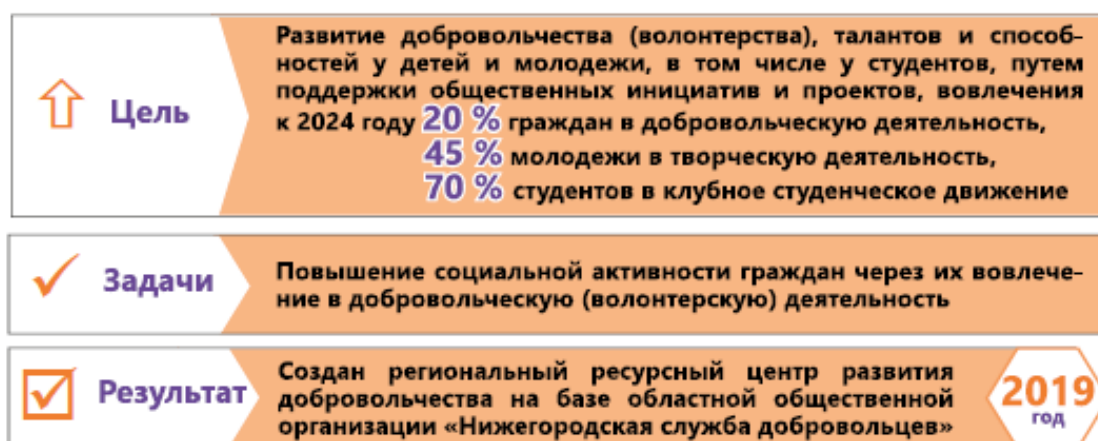 Цель
Развитие добровольчества (волонтерства), талантов и способ-
ностей у детей и молодежи, в том числе у студентов, путем
поддержки общественных инициатив и проектов, вовлечения
к 2024 году 20 % граждан в добровольческую деятельность,
45 % молодежи в творческую деятельность,
70 % студентов в клубное студенческое движение
Задачи
Повышение социальной активности граждан через их вовлече-
ние в добровольческую (волонтерскую) деятельность
Результат
Создан региональный ресурсный центр развития
добровольчества на базе областной общественной
организации «Нижегородская служба добровольцев»
2019
год